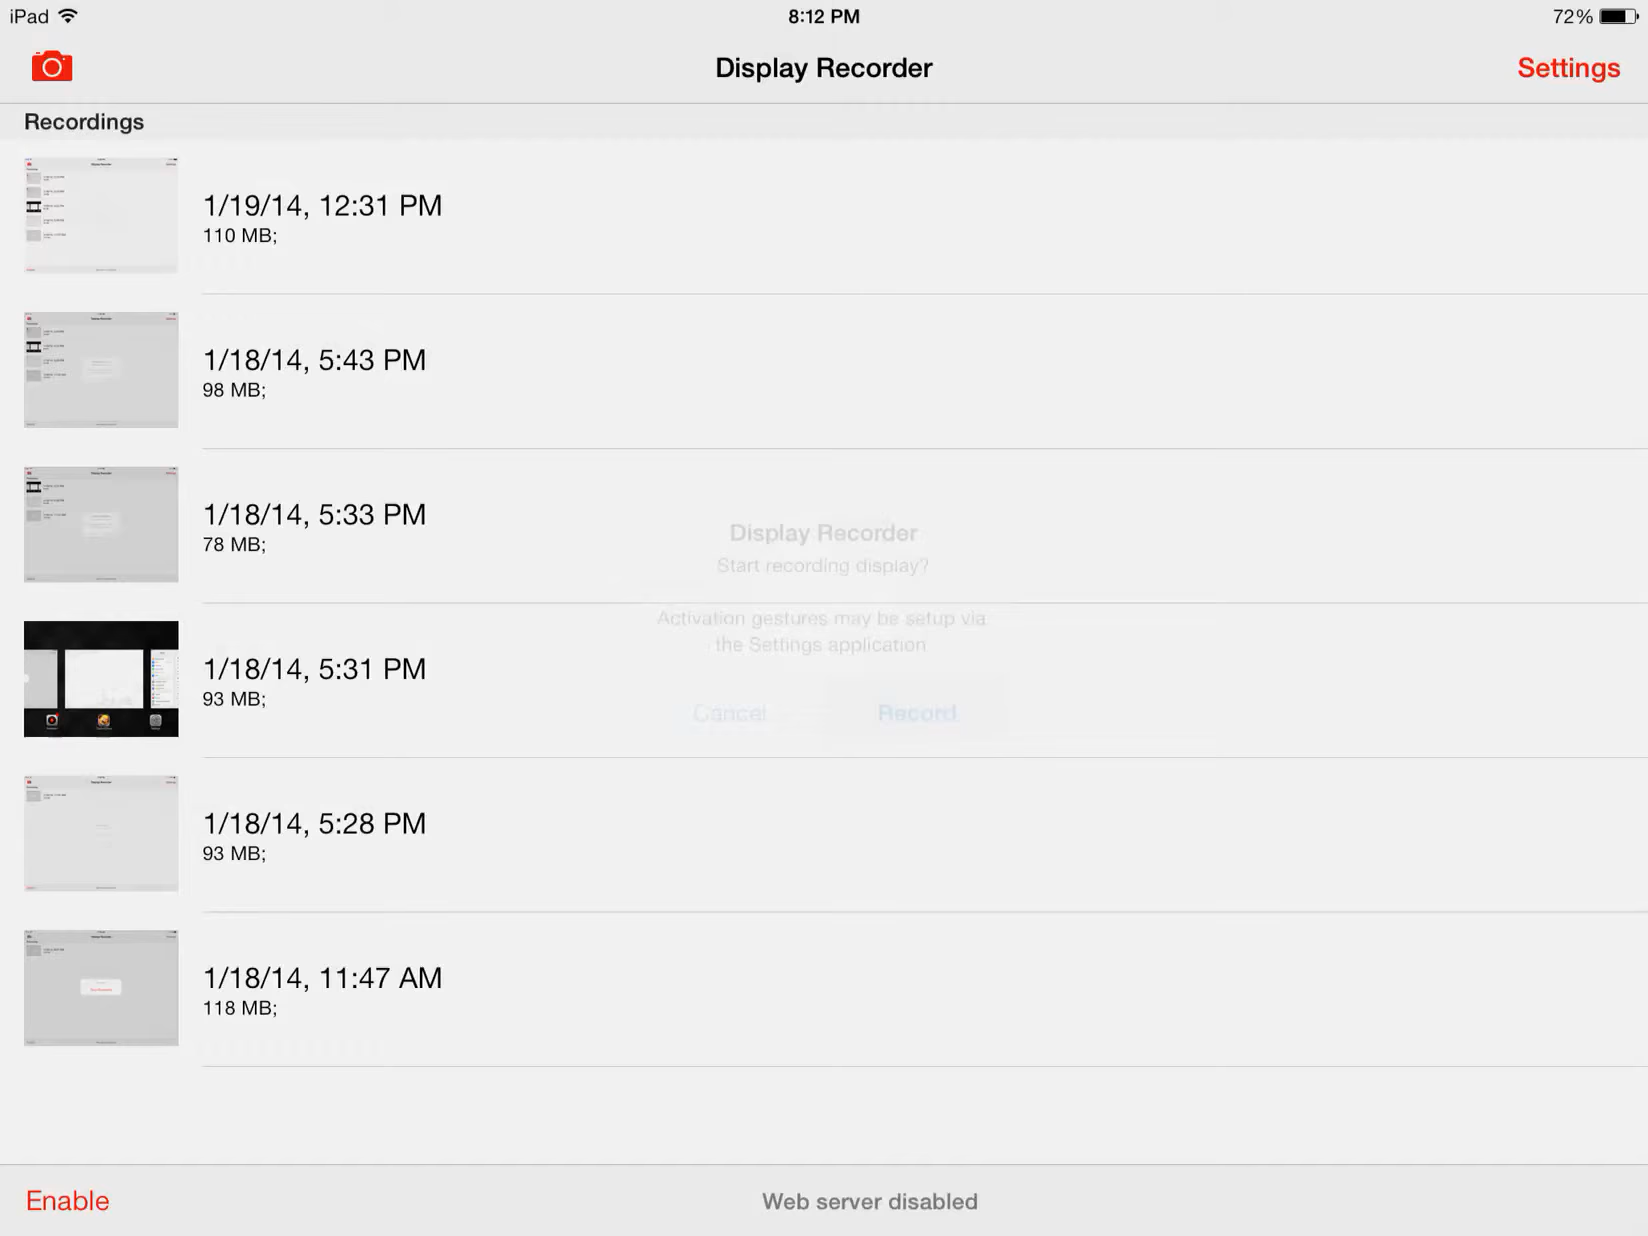 iPad
8:12 PM
72%
Display Recorder
Settings
Recordings
1/19/14, 12:31 PM
110 MB;
1/18/14, 5:43 PM
98 MB;
1/18/14, 5:33 PM
78 MB;
Display Recorder
Start recording display?
Activation gestures may be setup via
the Settings application
Cancel
Record
1/18/14, 5:31 PM
93 MB;
1/18/14, 5:28 PM
93 MB;
1/18/14, 11:47 AM
118 MB;
Enable
Web server disabled